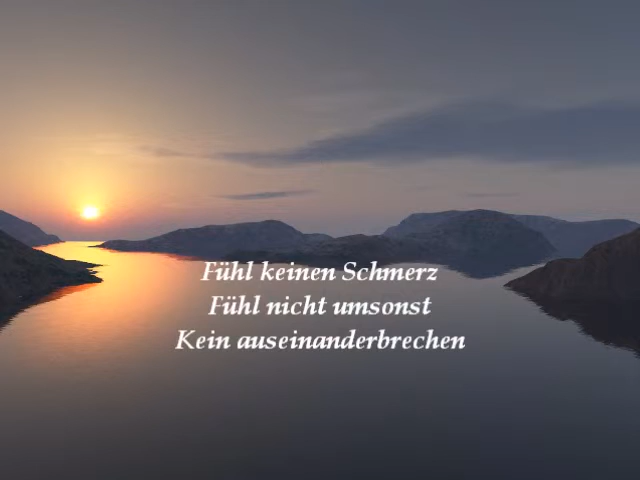 Fühl keinen Schmerz
Fühl nicht umsonst
Kein auseinanderbrechen